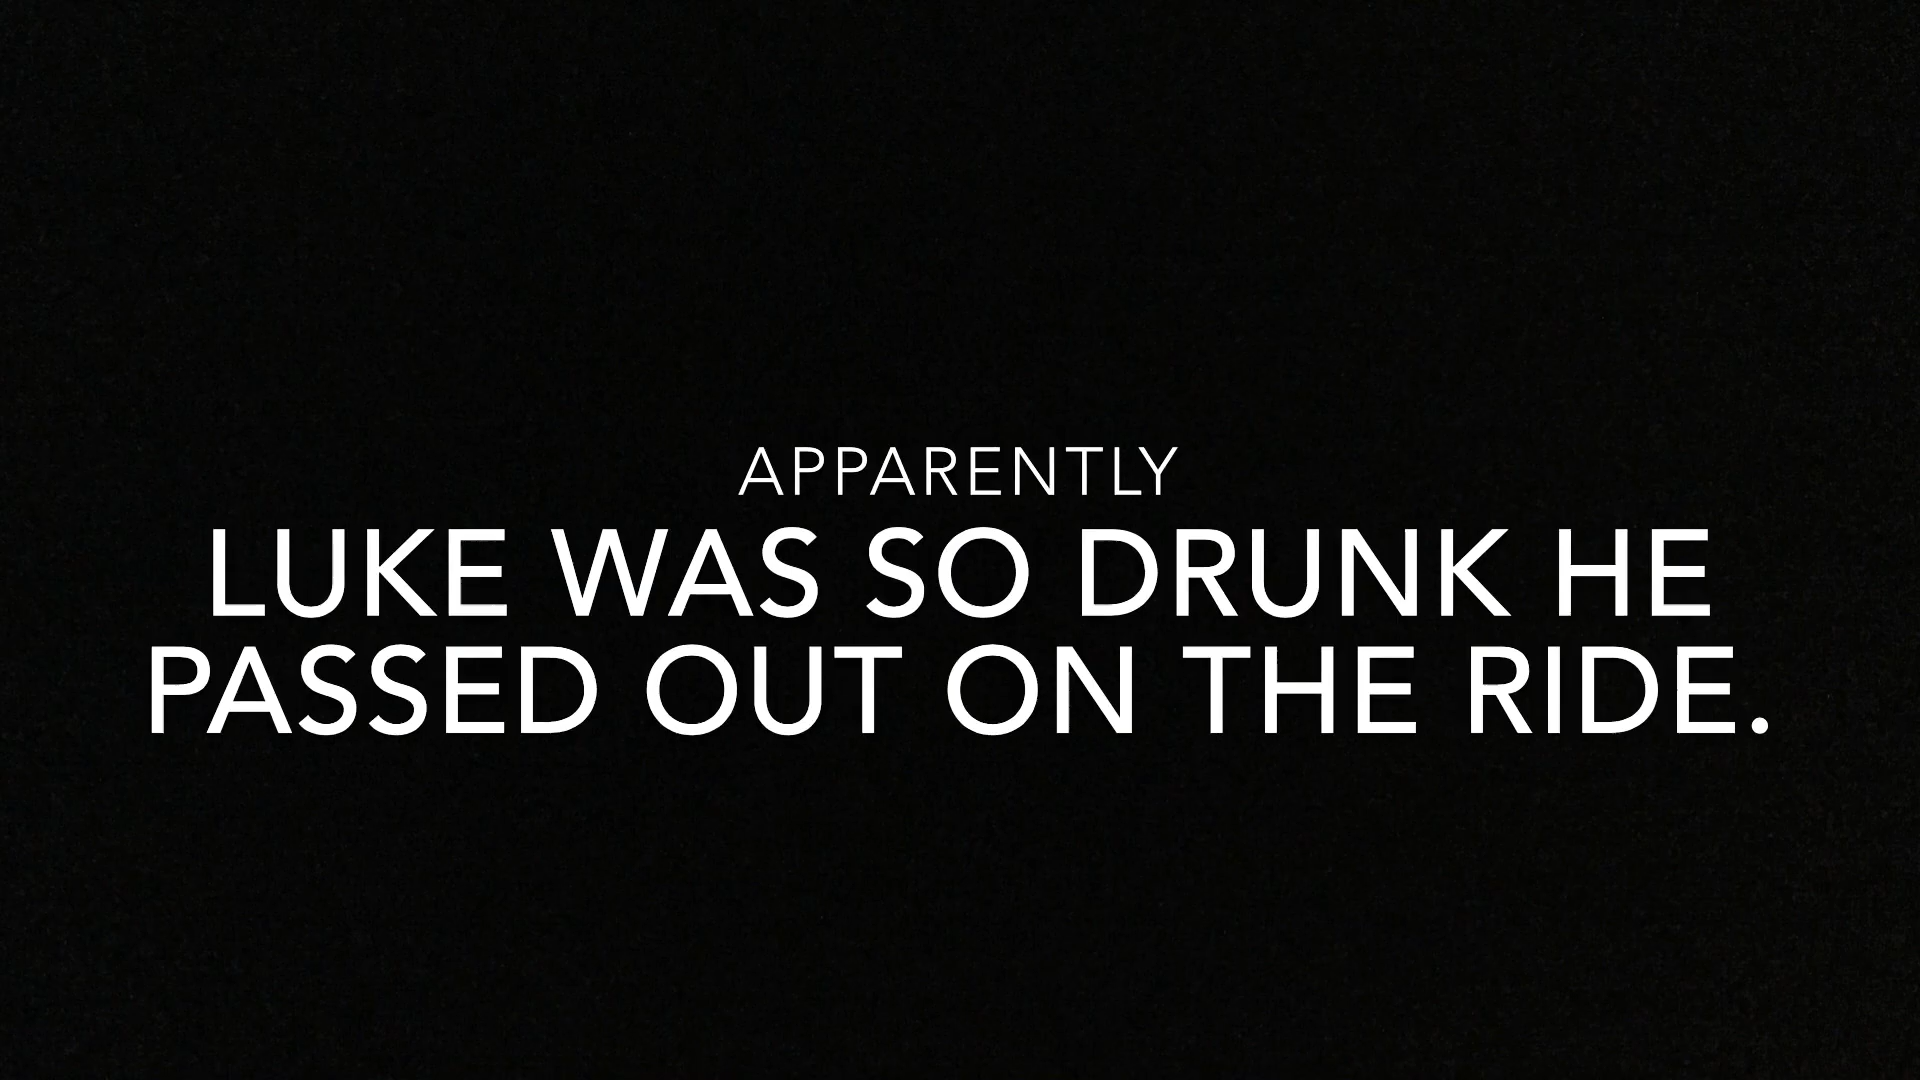 APPARENTLY
LUKE WAS SO DRUNK HE
PASSED OUT ON THE RIDE.